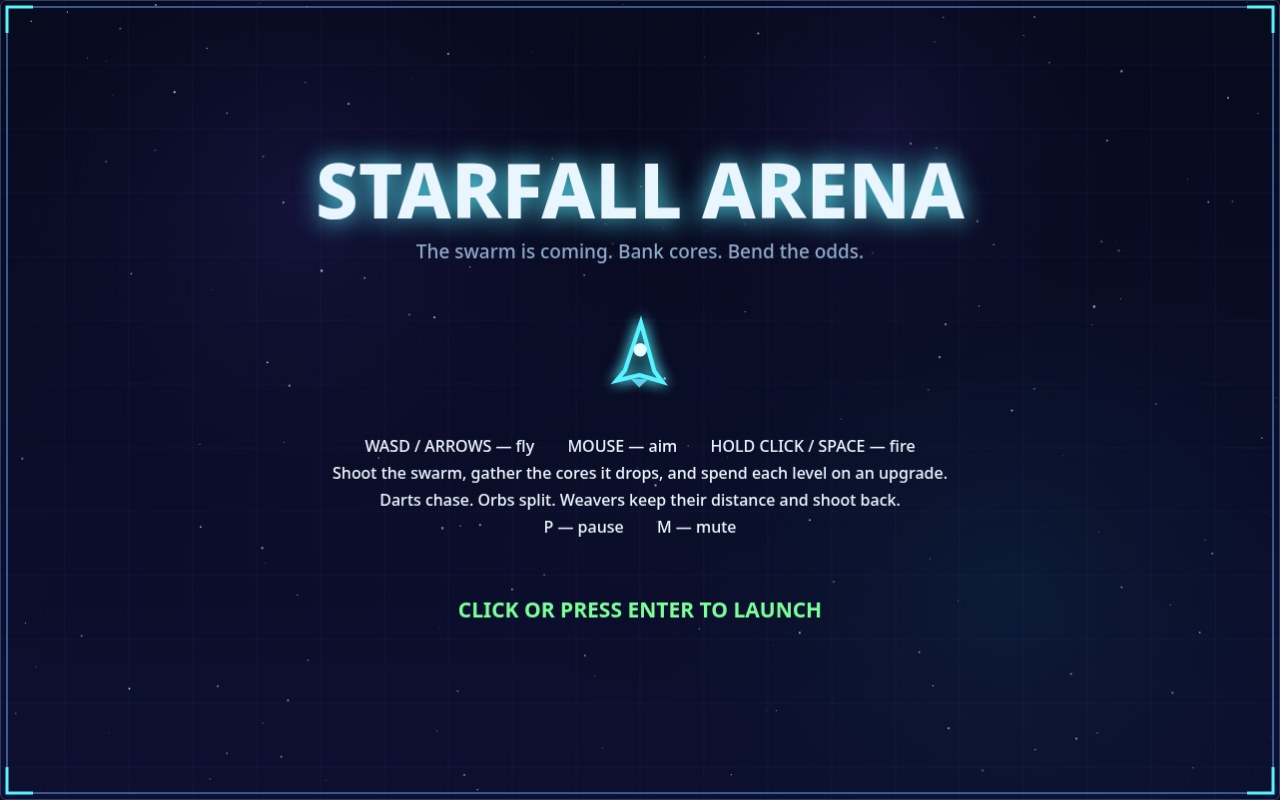 STARFALL ARENA
The swarm is coming. Bank cores. Bend the odds.
WASD / ARROWS — fly  MOUSE — aim  HOLD CLICK / SPACE — fire
Shoot the swarm, gather the cores it drops, and spend each level on an upgrade.
Darts chase. Orbs split. Weavers keep their distance and shoot back.
P — pause  M — mute
CLICK OR PRESS ENTER TO LAUNCH